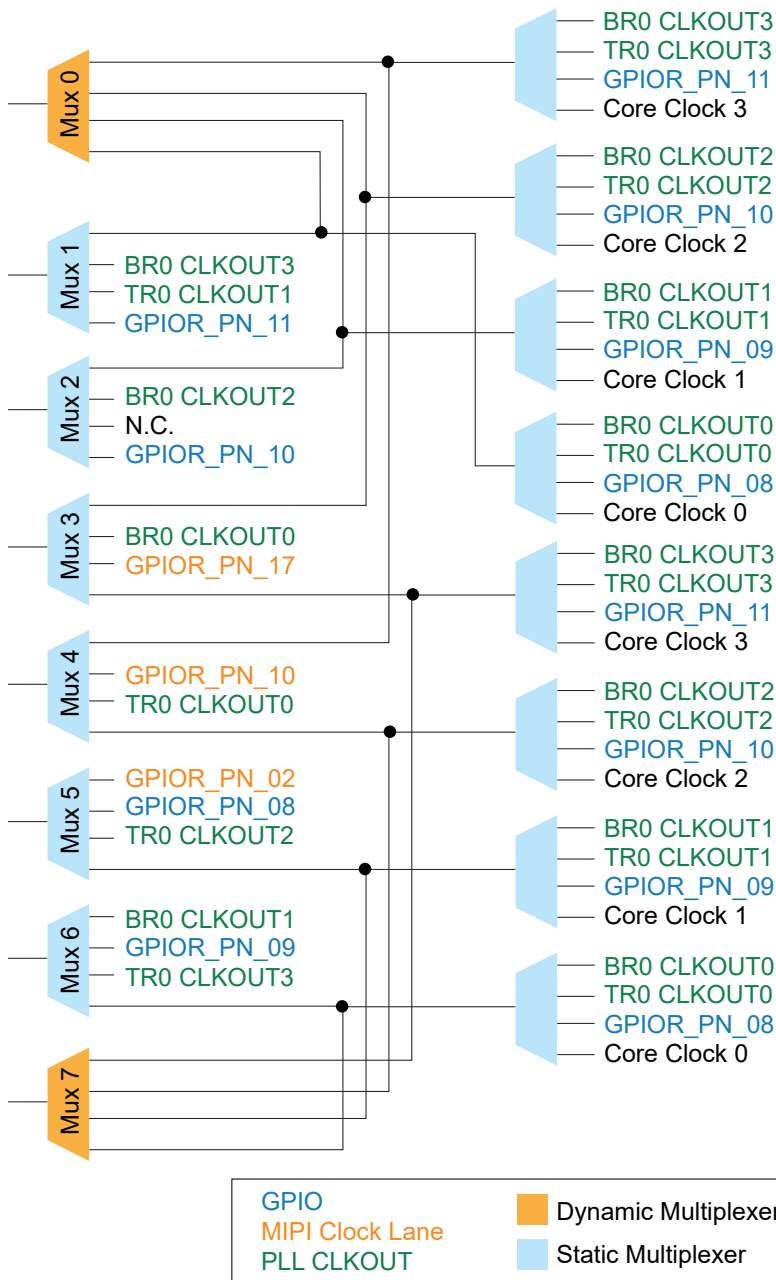 Mux 0
Mux 1
BR0 CLKOUT3
TR0 CLKOUT1
GPIOR_PN_11
Mux 2
BR0 CLKOUT2
N.C.
GPIOR_PN_10
Mux 3
BR0 CLKOUT0
GPIOR_PN_17
Mux 4
GPIOR_PN_10
TR0 CLKOUT0
Mux 5
GPIOR_PN_02
GPIOR_PN_08
TR0 CLKOUT2
Mux 6
BR0 CLKOUT1
GPIOR_PN_09
TR0 CLKOUT3
Mux 7
BR0 CLKOUT3
TR0 CLKOUT3
GPIOR_PN_11
Core Clock 3
BR0 CLKOUT2
TR0 CLKOUT2
GPIOR_PN_10
Core Clock 2
BR0 CLKOUT1
TR0 CLKOUT1
GPIOR_PN_09
Core Clock 1
BR0 CLKOUT0
TR0 CLKOUT0
GPIOR_PN_08
Core Clock 0
BR0 CLKOUT3
TR0 CLKOUT3
GPIOR_PN_11
Core Clock 3
BR0 CLKOUT2
TR0 CLKOUT2
GPIOR_PN_10
Core Clock 2
BR0 CLKOUT1
TR0 CLKOUT1
GPIOR_PN_09
Core Clock 1
BR0 CLKOUT0
TR0 CLKOUT0
GPIOR_PN_08
Core Clock 0
GPIO
MIPI Clock Lane
PLL CLKOUT
Dynamic Multiplexer
Static Multiplexer